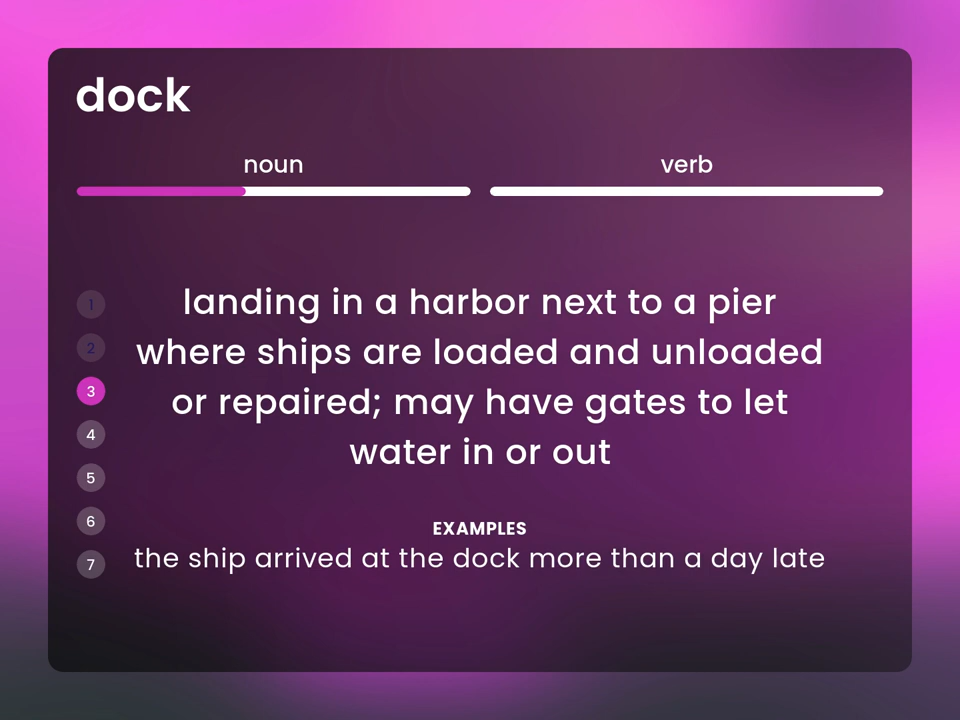 dock
noun
verb
1
2
3
4
5
6
7
landing in a harbor next to a pier
where ships are loaded and unloaded
or repaired; may have gates to let
water in or out
EXAMPLES
the ship arrived at the dock more than a day late